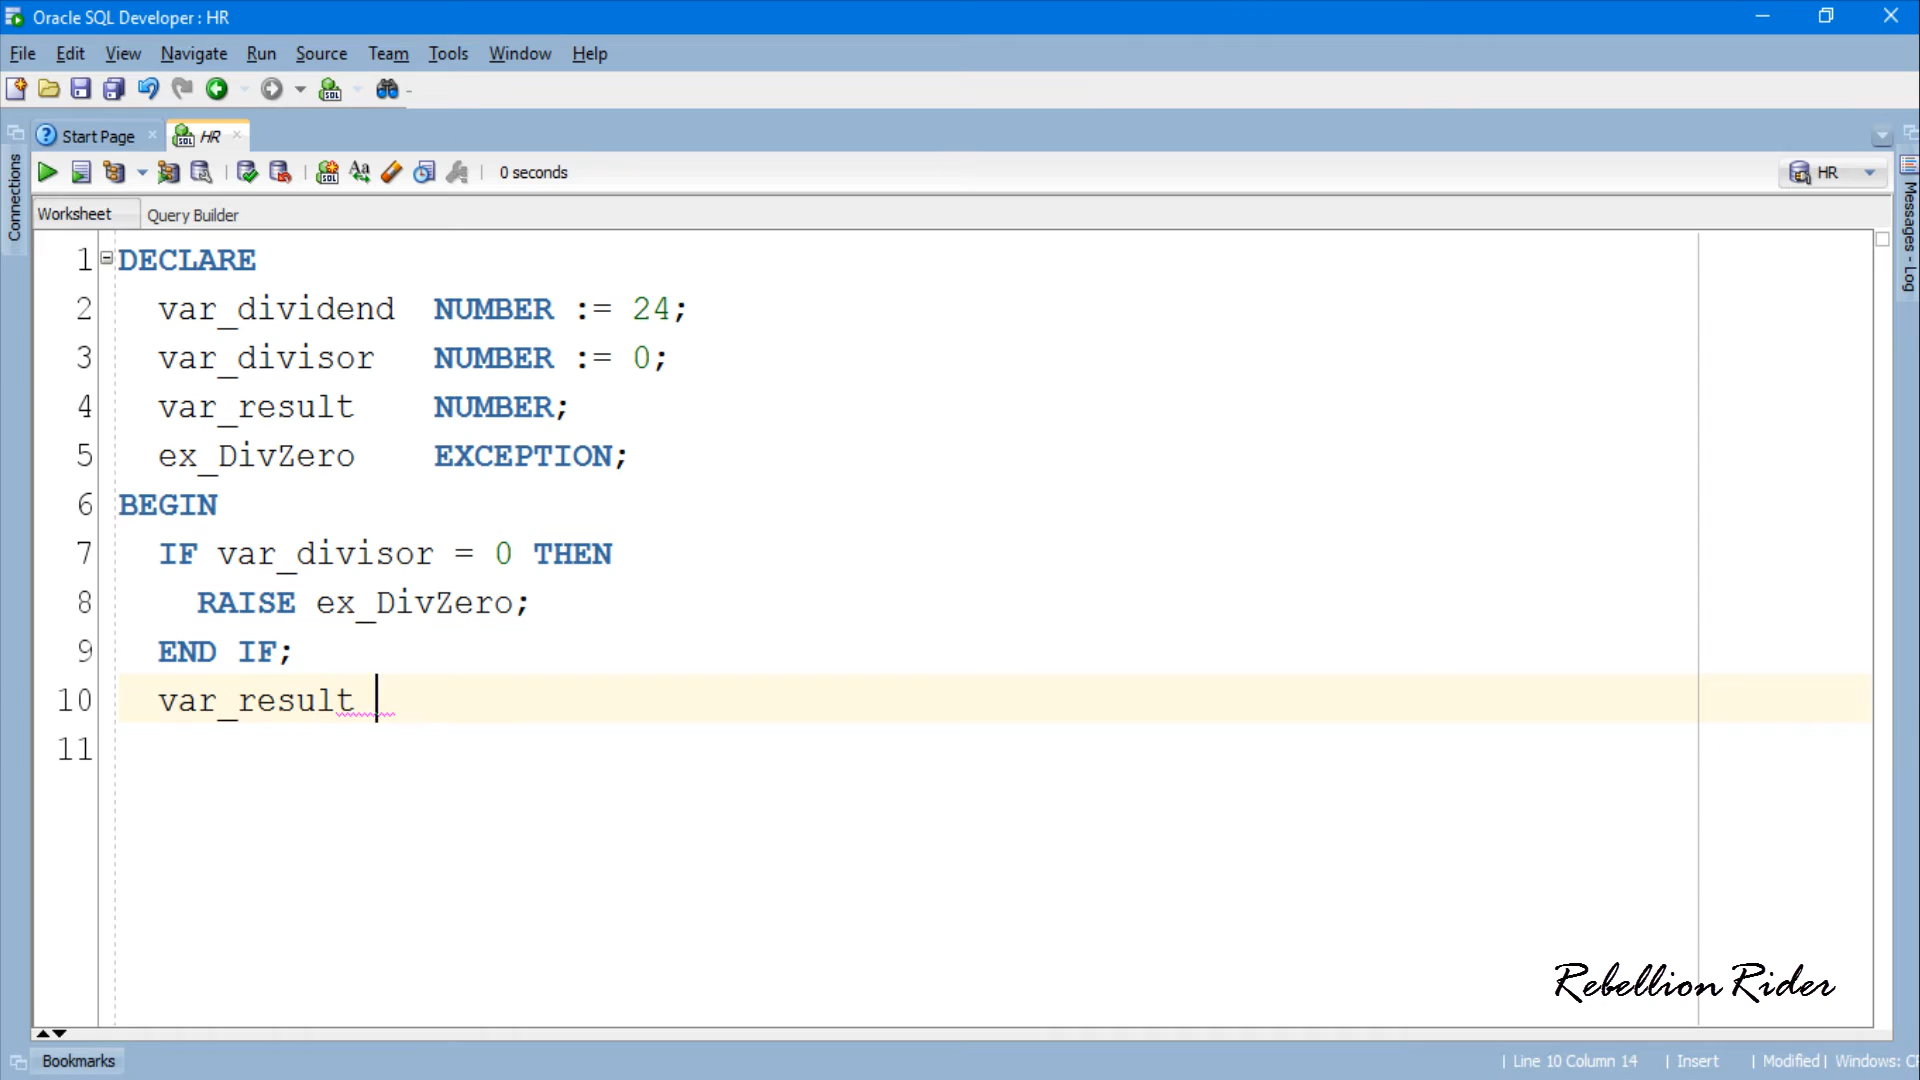 Oracle SQL Developer : HR
File Edit View Navigate Run Source Team Tools Window Help
Start Page HR
0 seconds
HR
Worksheet Query Builder
Connections
Messages - Log
1 DECLARE
2 var_dividend NUMBER := 24;
3 var_divisor NUMBER := 0;
4 var_result NUMBER;
5 ex_DivZero EXCEPTION;
6 BEGIN
7 IF var_divisor = 0 THEN
8 RAISE ex_DivZero;
9 END IF;
10 var_result
11
Rebellion Rider
Bookmarks
| Line 10 Column 14 | Insert | Modified | Windows: